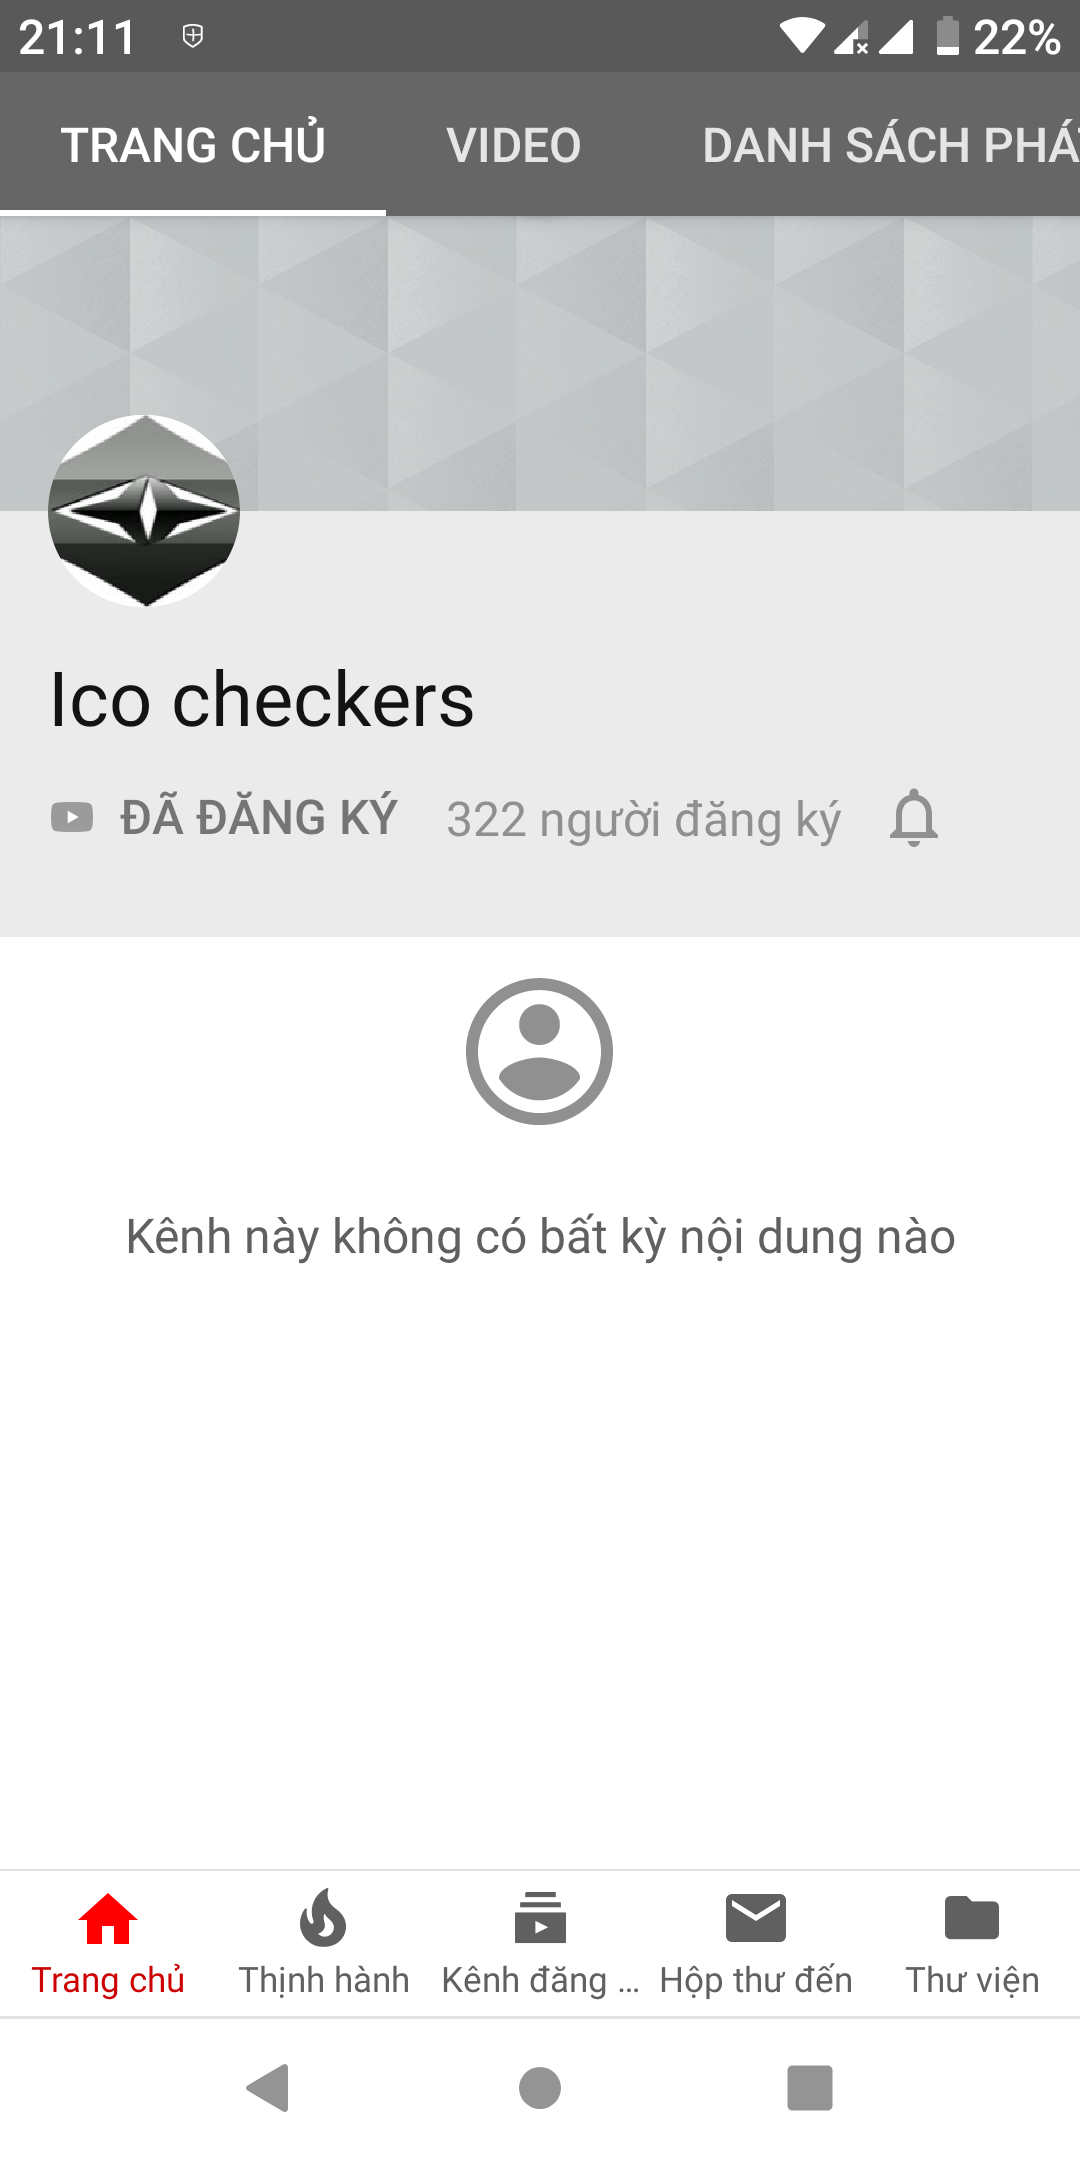 21:11 22%
TRANG CHỦ VIDEO DANH SÁCH PHÁT
Ico checkers
ĐÃ ĐĂNG KÝ 322 người đăng ký
Kênh này không có bất kỳ nội dung nào
Trang chủ Thịnh hành Kênh đăng ... Hộp thư đến Thư viện